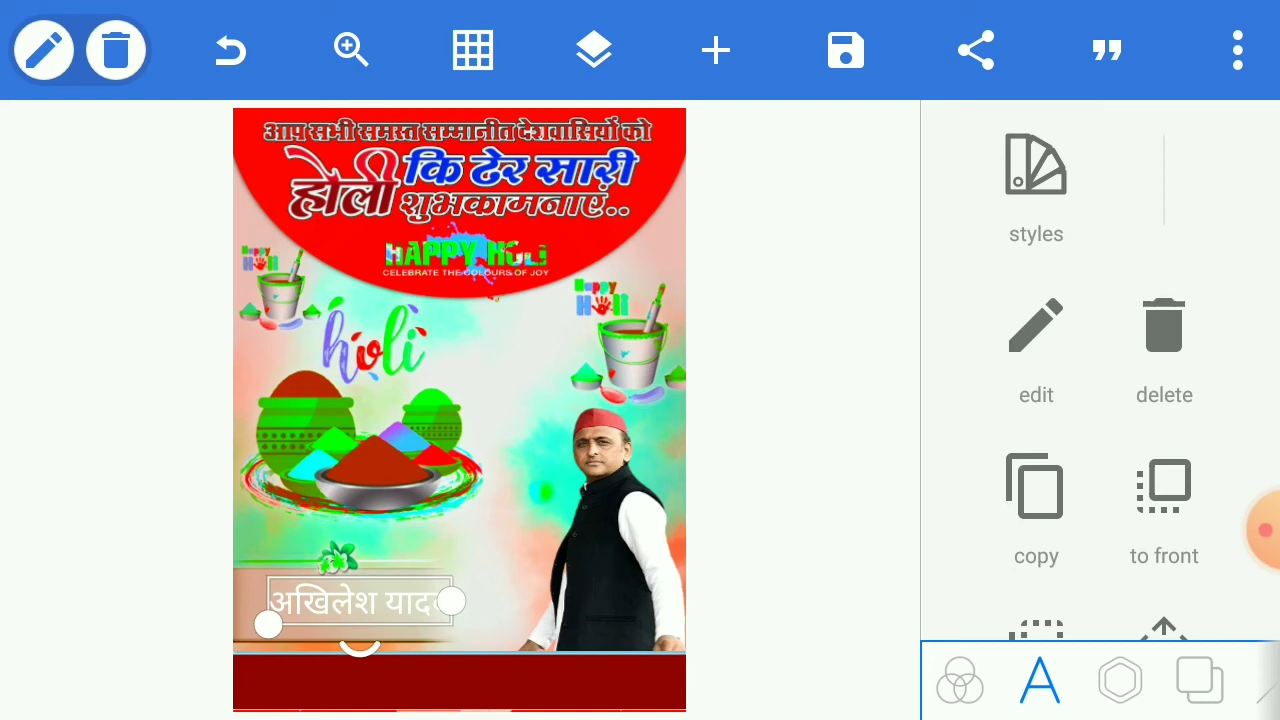 आप सभी समस्त सम्मानीत देशवासियों को
होली कि ढेर सारी
शुभकामनाएं..
HAPPY HOLI
CELEBRATE THE COLOURS OF JOY
Happy
Holi
Happy
Holi
holi
अखिलेश यादव
styles
edit
delete
copy
to front